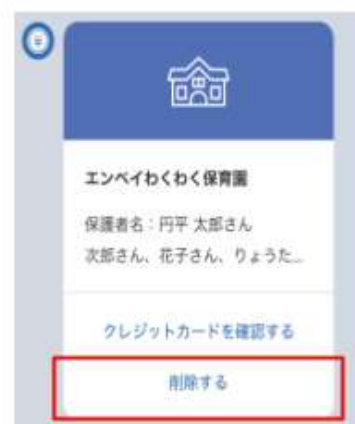 エンペイわくわく保育園
保護者名：円平 太郎さん
次郎さん、花子さん、りょうた...
クレジットカードを確認する
削除する